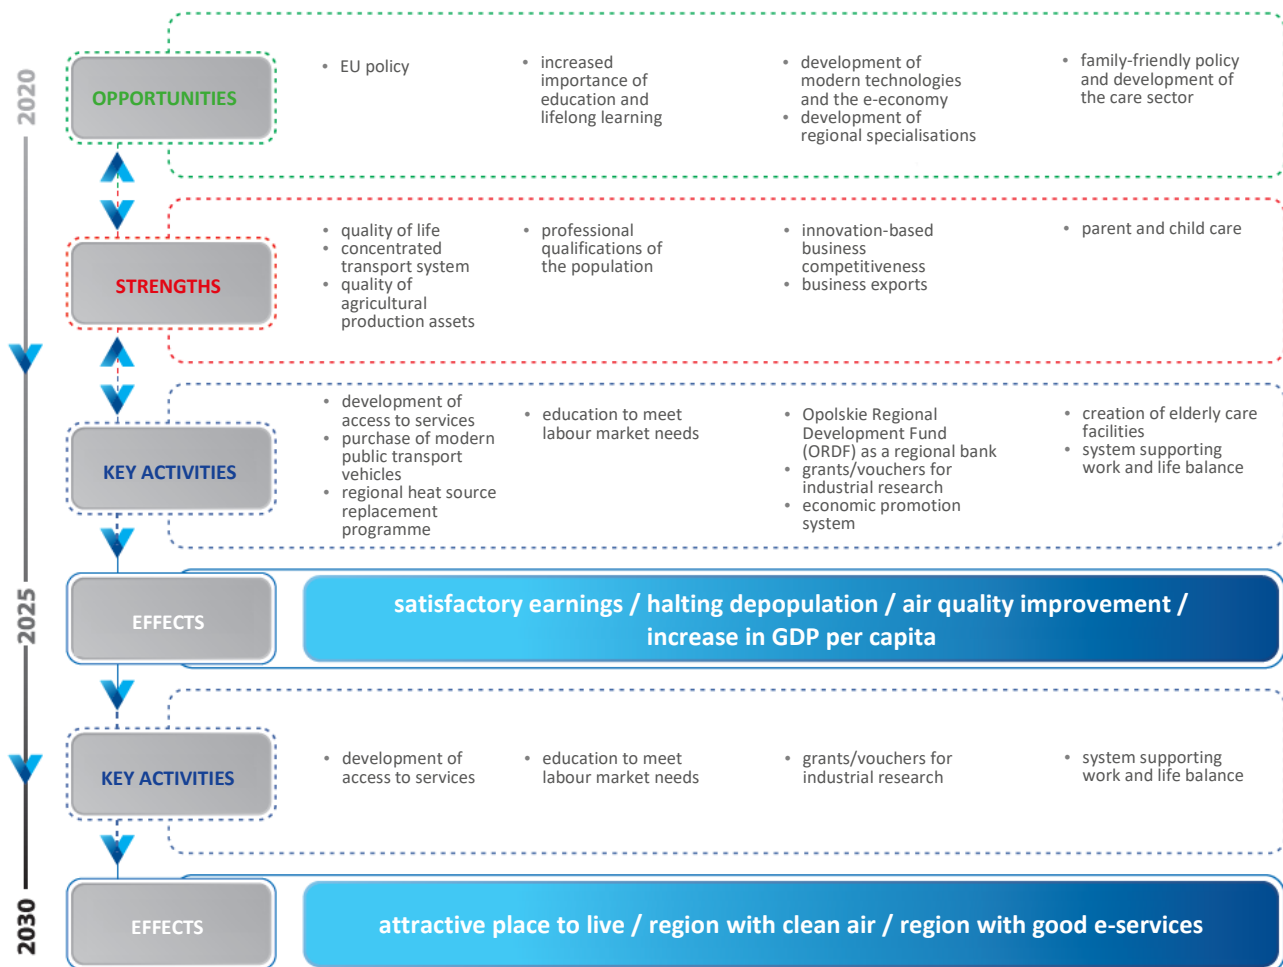 2020
OPPORTUNITIES
• EU policy
• increased
importance of
education and
lifelong learning
• development of
modern technologies
and the e-economy
• development of
regional specialisations
• family-friendly policy
and development of
the care sector
STRENGTHS
• quality of life
• concentrated
transport system
• quality of
agricultural
production assets
• professional
qualifications of
the population
• innovation-based
business
competitiveness
• business exports
• parent and child care
KEY ACTIVITIES
• development of
access to services
• purchase of modern
public transport
vehicles
• regional heat source
replacement
programme
• education to meet
labour market needs
• Opolskie Regional
Development Fund
(ORDF) as a regional bank
• grants/vouchers for
industrial research
• economic promotion
system
• creation of elderly care
facilities
• system supporting
work and life balance
2025
EFFECTS
satisfactory earnings / halting depopulation / air quality improvement /
increase in GDP per capita
KEY ACTIVITIES
• development of
access to services
• education to meet
labour market needs
• grants/vouchers for
industrial research
• system supporting
work and life balance
2030
EFFECTS
attractive place to live / region with clean air / region with good e-services